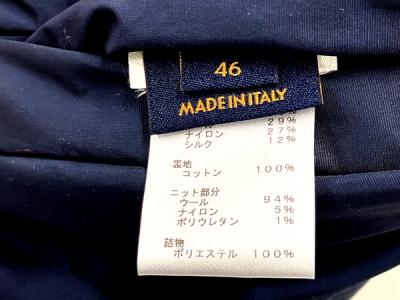 46
MADE IN ITALY
29%
ナイロン 27%
シルク 12%
裏地
コットン 100%
ニット部分
ウール 94%
ナイロン 5%
ポリウレタン 1%
詰物
ポリエステル 100%